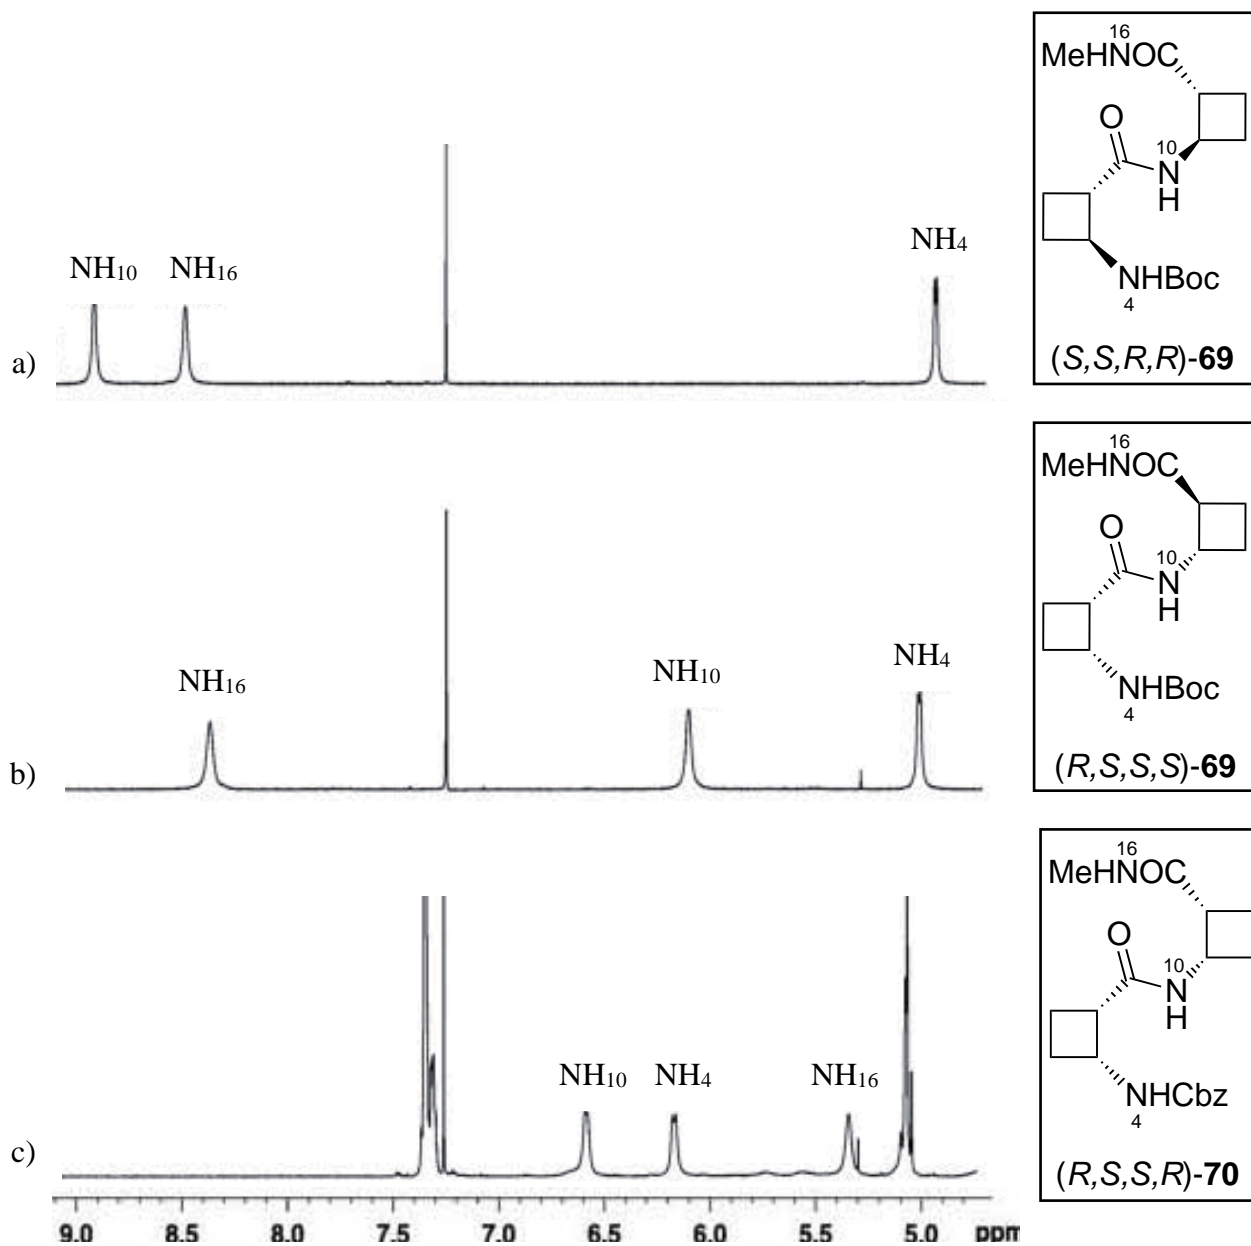 16
MeHNOC
O
10
N
H
NHBoc
4
(S,S,R,R)-69
NH10
NH16
NH4
a)
16
MeHNOC
O
10
N
H
NHBoc
4
(R,S,S,S)-69
NH16
NH10
NH4
b)
16
MeHNOC
O
10
N
H
NHCbz
4
(R,S,S,R)-70
NH10
NH4
NH16
c)
9.0 8.5 8.0 7.5 7.0 6.5 6.0 5.5 5.0 ppm